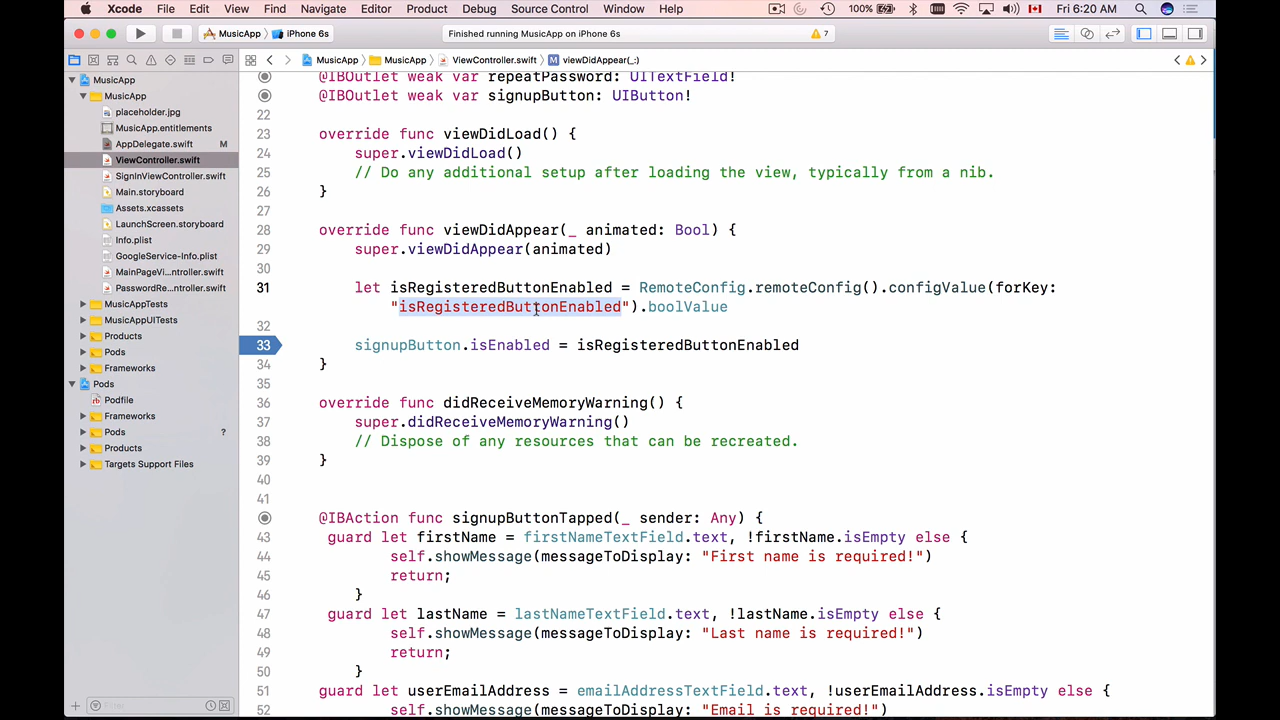 Xcode File Edit View Find Navigate Editor Product Debug Source Control Window Help 100% Fri 6:20 AM
MusicApp iPhone 6s Finished running MusicApp on iPhone 6s 7
MusicApp MusicApp ViewController.swift M viewDidAppear(_:)
MusicApp
MusicApp
placeholder.jpg
MusicApp.entitlements
AppDelegate.swift M
ViewController.swift
SignInViewController.swift
Main.storyboard
Assets.xcassets
LaunchScreen.storyboard
Info.plist
GoogleService-Info.plist
MainPageVi...ntroller.swift
PasswordRe...ntroller.swift
MusicAppTests
MusicAppUITests
Products
Pods
Frameworks
Pods
Podfile
Frameworks
Pods ?
Products
Targets Support Files
Filter
@IBOutlet weak var repeatPassword: UITextField!
@IBOutlet weak var signupButton: UIButton!
22
23 override func viewDidLoad() {
24 super.viewDidLoad()
25 // Do any additional setup after loading the view, typically from a nib.
26 }
27
28 override func viewDidAppear(_ animated: Bool) {
29 super.viewDidAppear(animated)
30
31 let isRegisteredButtonEnabled = RemoteConfig.remoteConfig().configValue(forKey:
"isRegisteredButtonEnabled").boolValue
32
33 signupButton.isEnabled = isRegisteredButtonEnabled
34 }
35
36 override func didReceiveMemoryWarning() {
37 super.didReceiveMemoryWarning()
38 // Dispose of any resources that can be recreated.
39 }
40
41
@IBAction func signupButtonTapped(_ sender: Any) {
43 guard let firstName = firstNameTextField.text, !firstName.isEmpty else {
44 self.showMessage(messageToDisplay: "First name is required!")
45 return;
46 }
47 guard let lastName = lastNameTextField.text, !lastName.isEmpty else {
48 self.showMessage(messageToDisplay: "Last name is required!")
49 return;
50 }
51 guard let userEmailAddress = emailAddressTextField.text, !userEmailAddress.isEmpty else {
52 self.showMessage(messageToDisplay: "Email is required!")